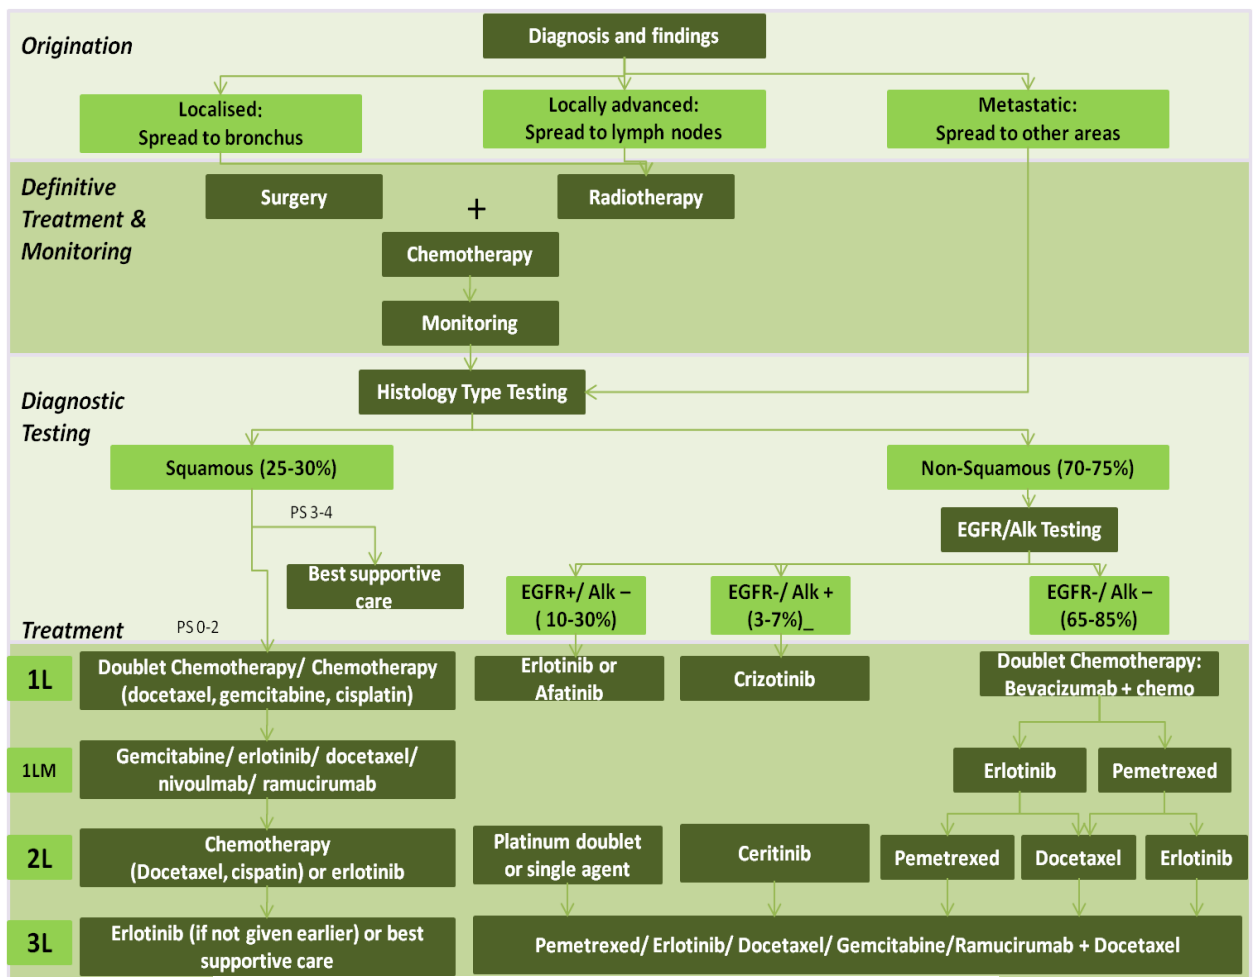 Origination
Diagnosis and findings
Localised:
Spread to bronchus
Locally advanced:
Spread to lymph nodes
Metastatic:
Spread to other areas
Definitive
Treatment &
Monitoring
Surgery
+
Radiotherapy
Chemotherapy
Monitoring
Diagnostic
Testing
Histology Type Testing
Squamous (25-30%)
Non-Squamous (70-75%)
PS 3-4
EGFR/Alk Testing
Best supportive
care
EGFR+/ Alk –
( 10-30%)
EGFR-/ Alk +
(3-7%)_
EGFR-/ Alk –
(65-85%)
PS 0-2
Treatment
1L
Doublet Chemotherapy/ Chemotherapy
(docetaxel, gemcitabine, cisplatin)
Erlotinib or
Afatinib
Crizotinib
Doublet Chemotherapy:
Bevacizumab + chemo
1LM
Gemcitabine/ erlotinib/ docetaxel/
nivoulmab/ ramucirumab
Erlotinib
Pemetrexed
2L
Chemotherapy
(Docetaxel, cispatin) or erlotinib
Platinum doublet
or single agent
Ceritinib
Pemetrexed
Docetaxel
Erlotinib
3L
Erlotinib (if not given earlier) or best
supportive care
Pemetrexed/ Erlotinib/ Docetaxel/ Gemcitabine/Ramucirumab + Docetaxel